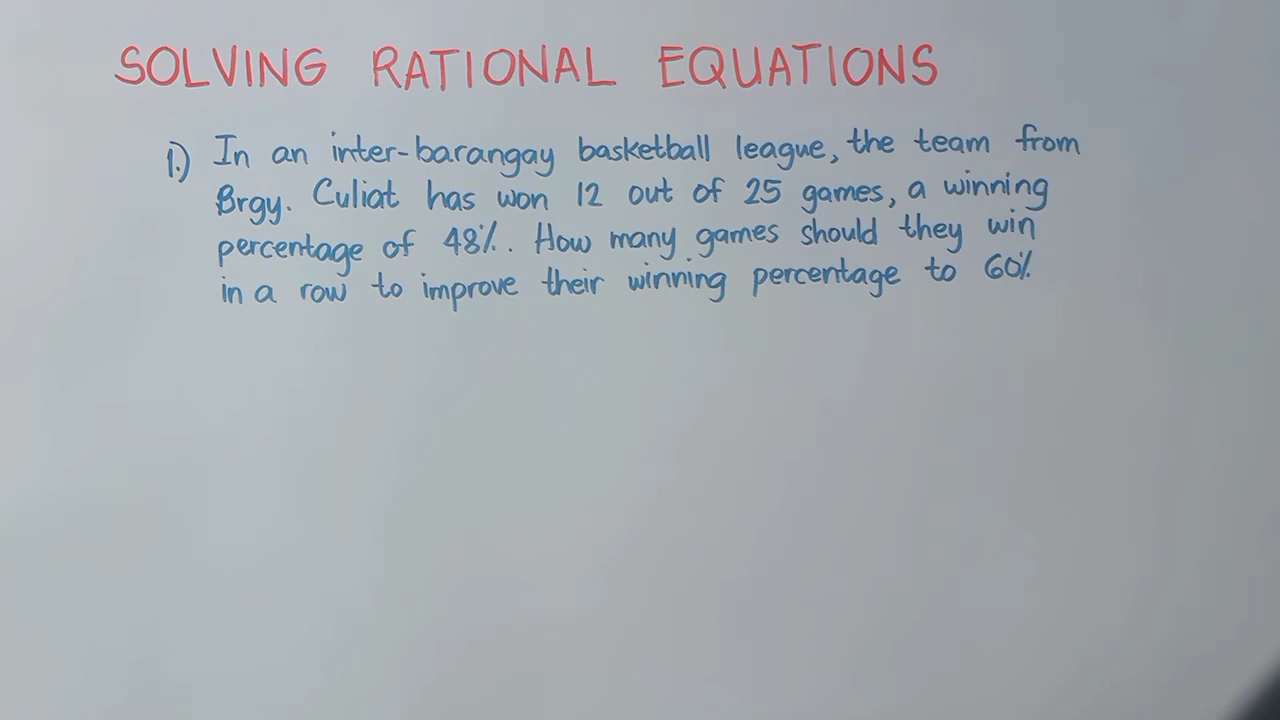 SOLVING RATIONAL EQUATIONS
1.) In an inter-barangay basketball league, the team from
Brgy. Culiat has won 12 out of 25 games, a winning
percentage of 48%. How many games should they win
in a row to improve their winning percentage to 60%